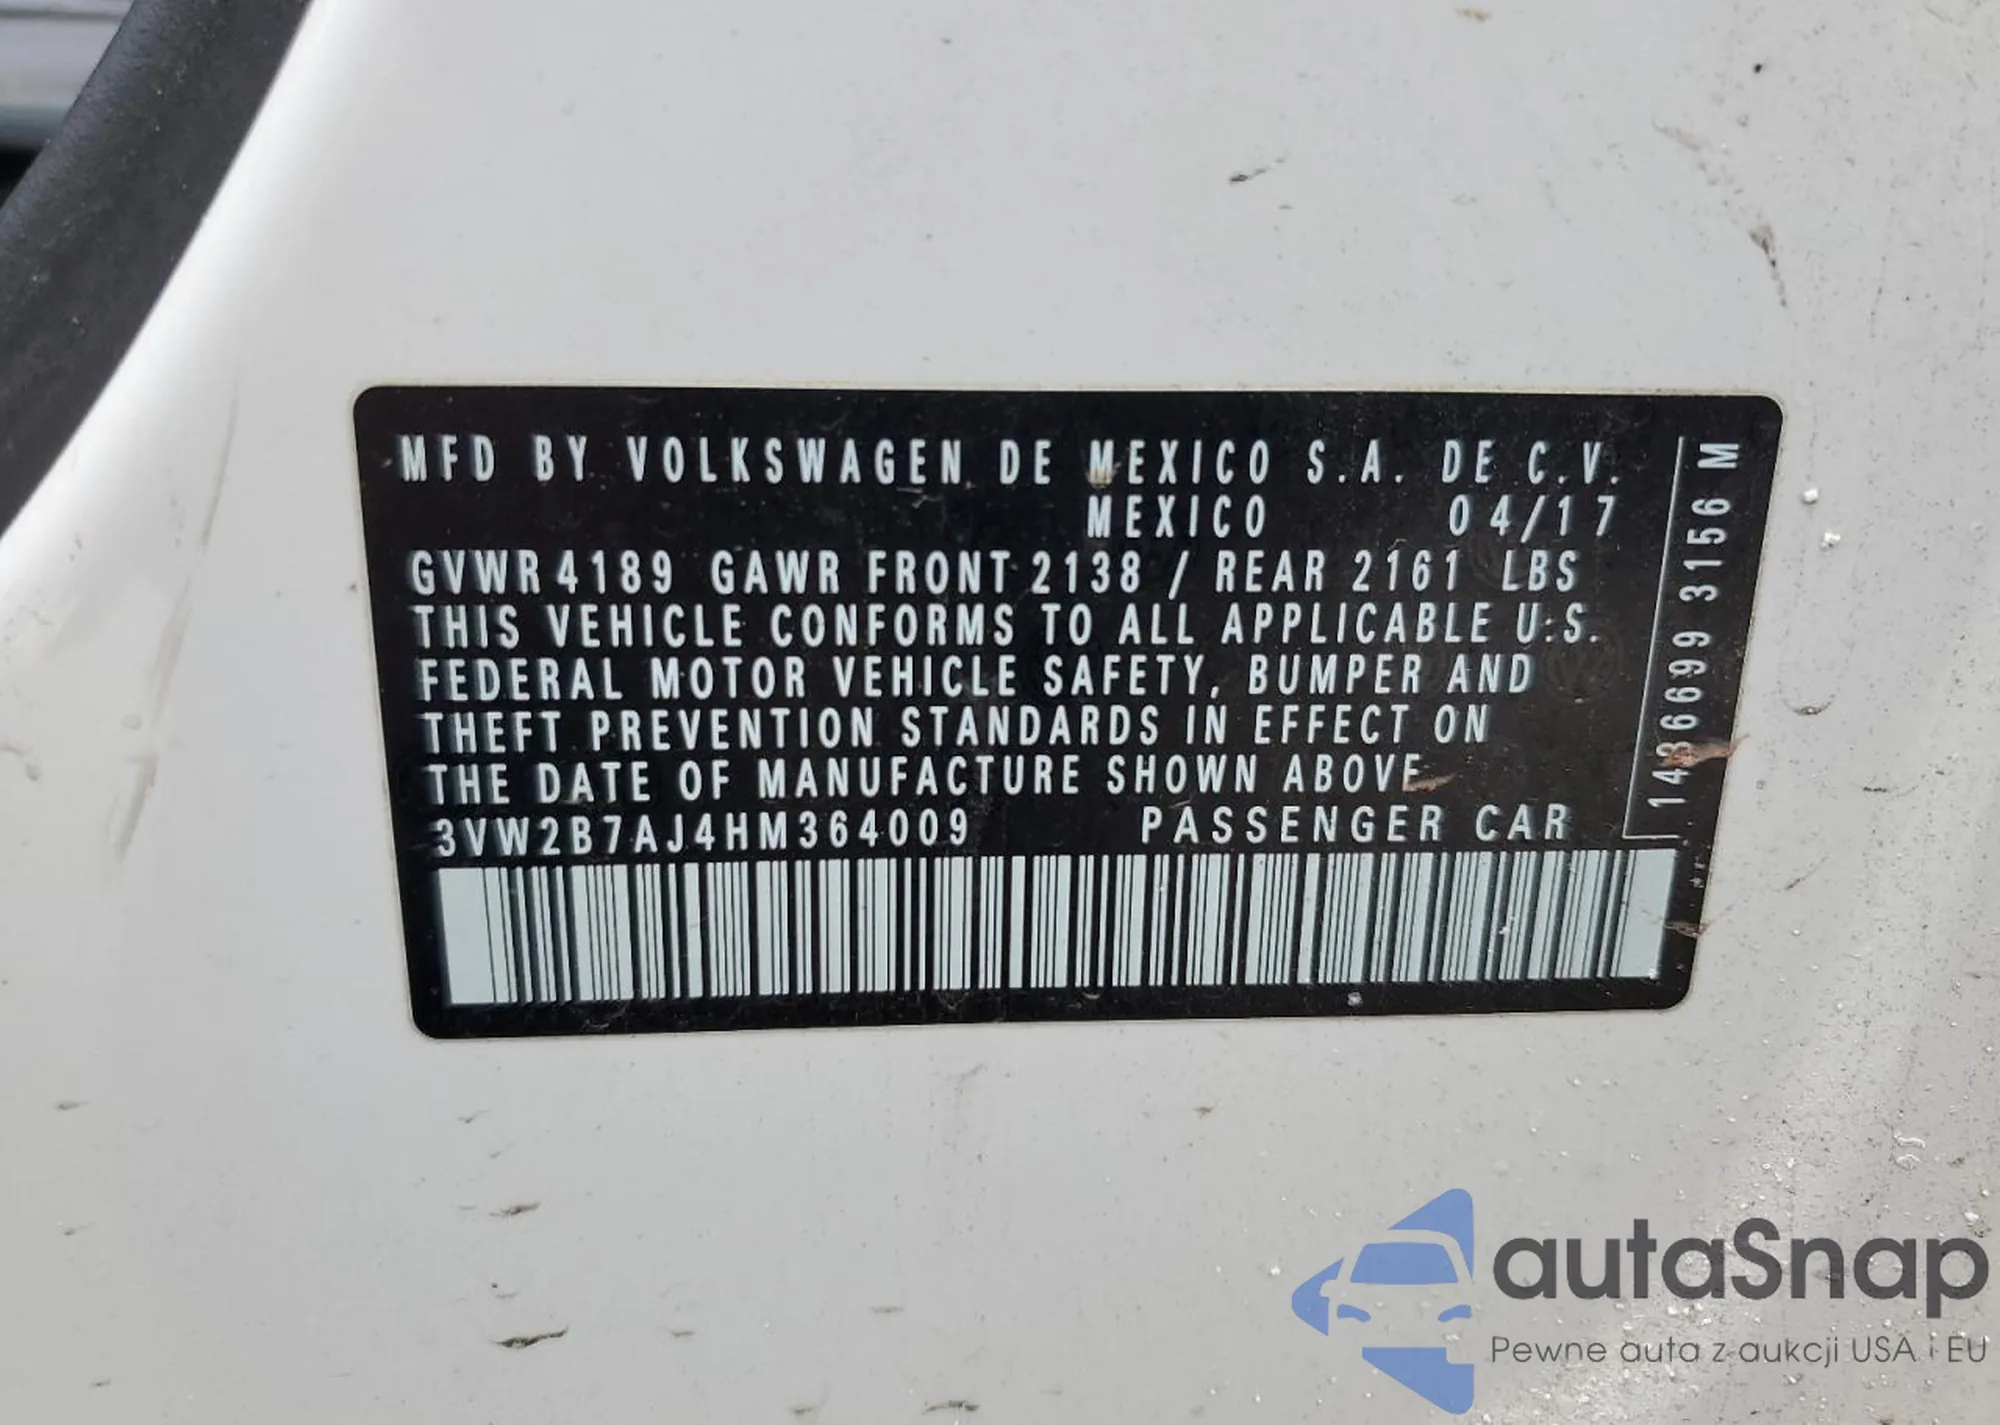 MFD BY VOLKSWAGEN DE MEXICO S.A. DE C.V.
MEXICO 04/17
GVWR 4189 GAWR FRONT 2138 / REAR 2161 LBS
THIS VEHICLE CONFORMS TO ALL APPLICABLE U.S.
FEDERAL MOTOR VEHICLE SAFETY, BUMPER AND
THEFT PREVENTION STANDARDS IN EFFECT ON
THE DATE OF MANUFACTURE SHOWN ABOVE
3VW2B7AJ4HM364009 PASSENGER CAR
1436699 3156 M
autaSnap
Pewne auta z aukcji USA i EU